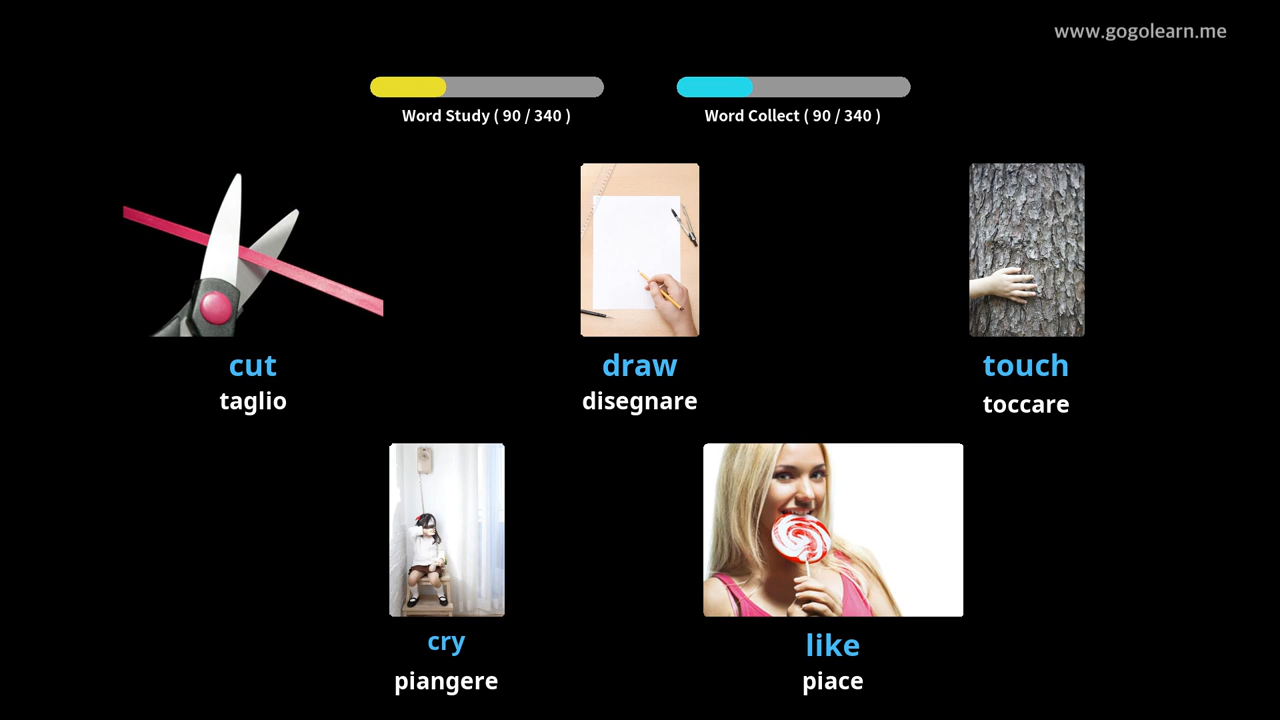 www.gogolearn.me
Word Study ( 90 / 340 )
Word Collect ( 90 / 340 )
cut
taglio
draw
disegnare
touch
toccare
cry
piangere
like
piace